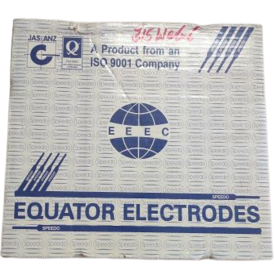 JAS-ANZ
A Product from an
ISO 9001 Company
EEEC
SPEEDO
EQUATOR ELECTRODES
SPEEDO